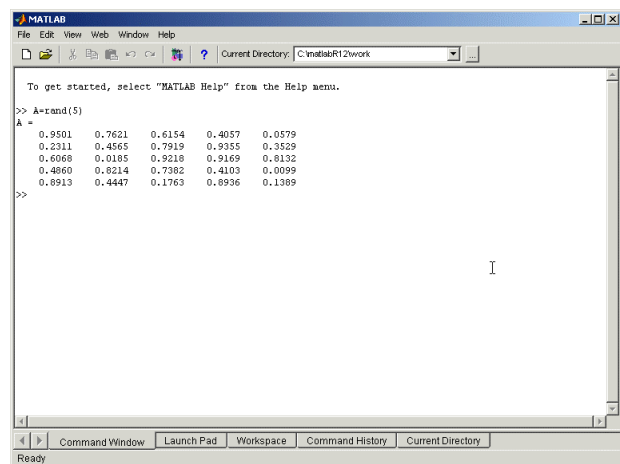 MATLAB
File Edit View Web Window Help
? Current Directory: C:\matlabR12\work ...
To get started, select "MATLAB Help" from the Help menu.
>> A=rand(5)
A =
0.9501 0.7621 0.6154 0.4057 0.0579
0.2311 0.4565 0.7919 0.9355 0.3529
0.6068 0.0185 0.9218 0.9169 0.8132
0.4860 0.8214 0.7382 0.4103 0.0099
0.8913 0.4447 0.1763 0.8936 0.1389
>>
Command Window Launch Pad Workspace Command History Current Directory
Ready